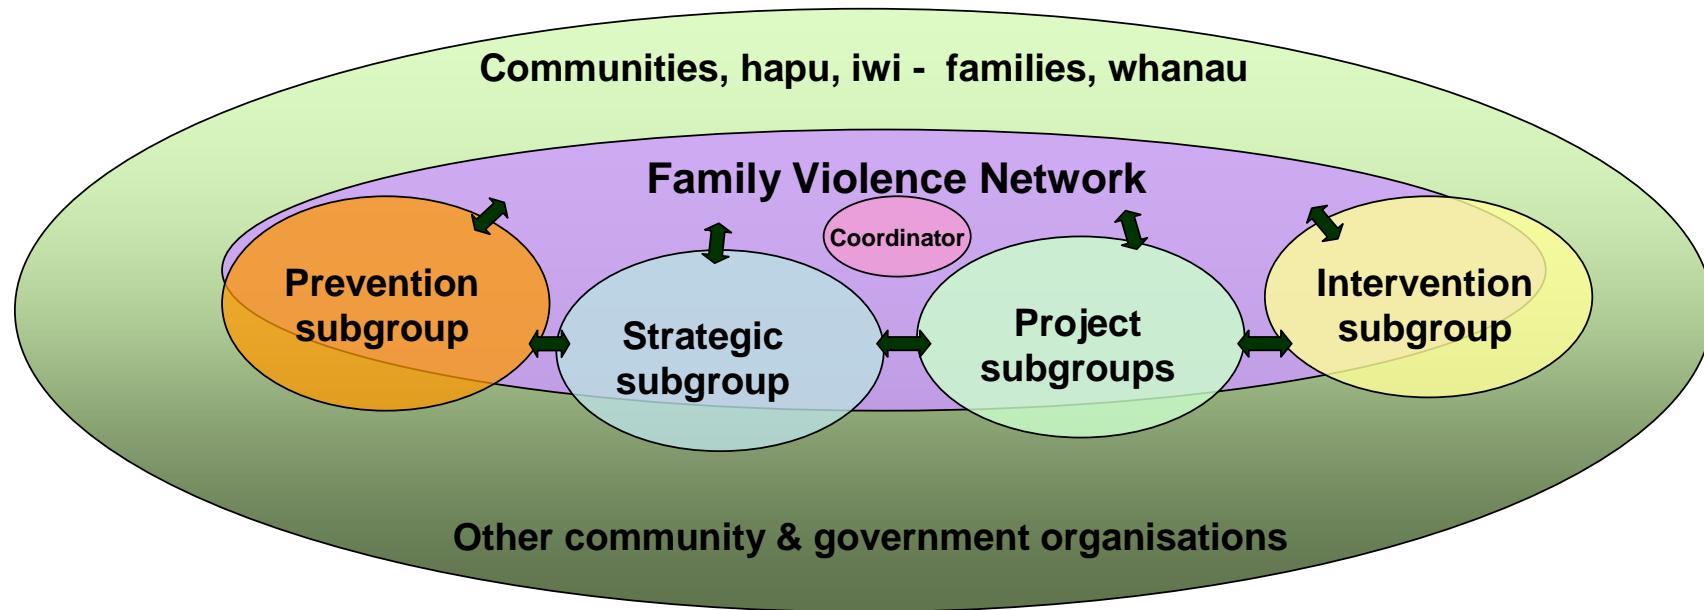 Communities, hapu, iwi - families, whanau
Family Violence Network
Coordinator
Prevention
subgroup
Strategic
subgroup
Project
subgroups
Intervention
subgroup
Other community & government organisations